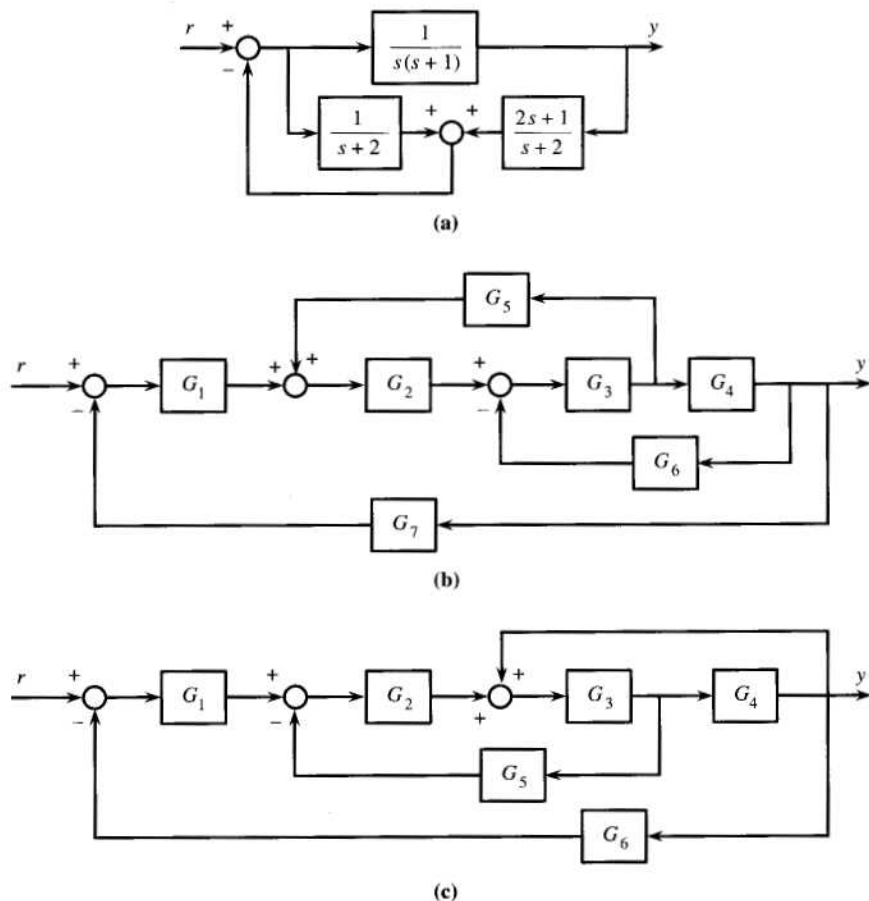 r + 1 y
s(s + 1)
−
+ +
1 2s + 1
s + 2 s + 2
(a)
G5
r + G1 + + G2 + G3 G4 y
− −
G6
G7
(b)
+
r + G1 + G2 G3 G4 y
− − +
G5
G6
(c)